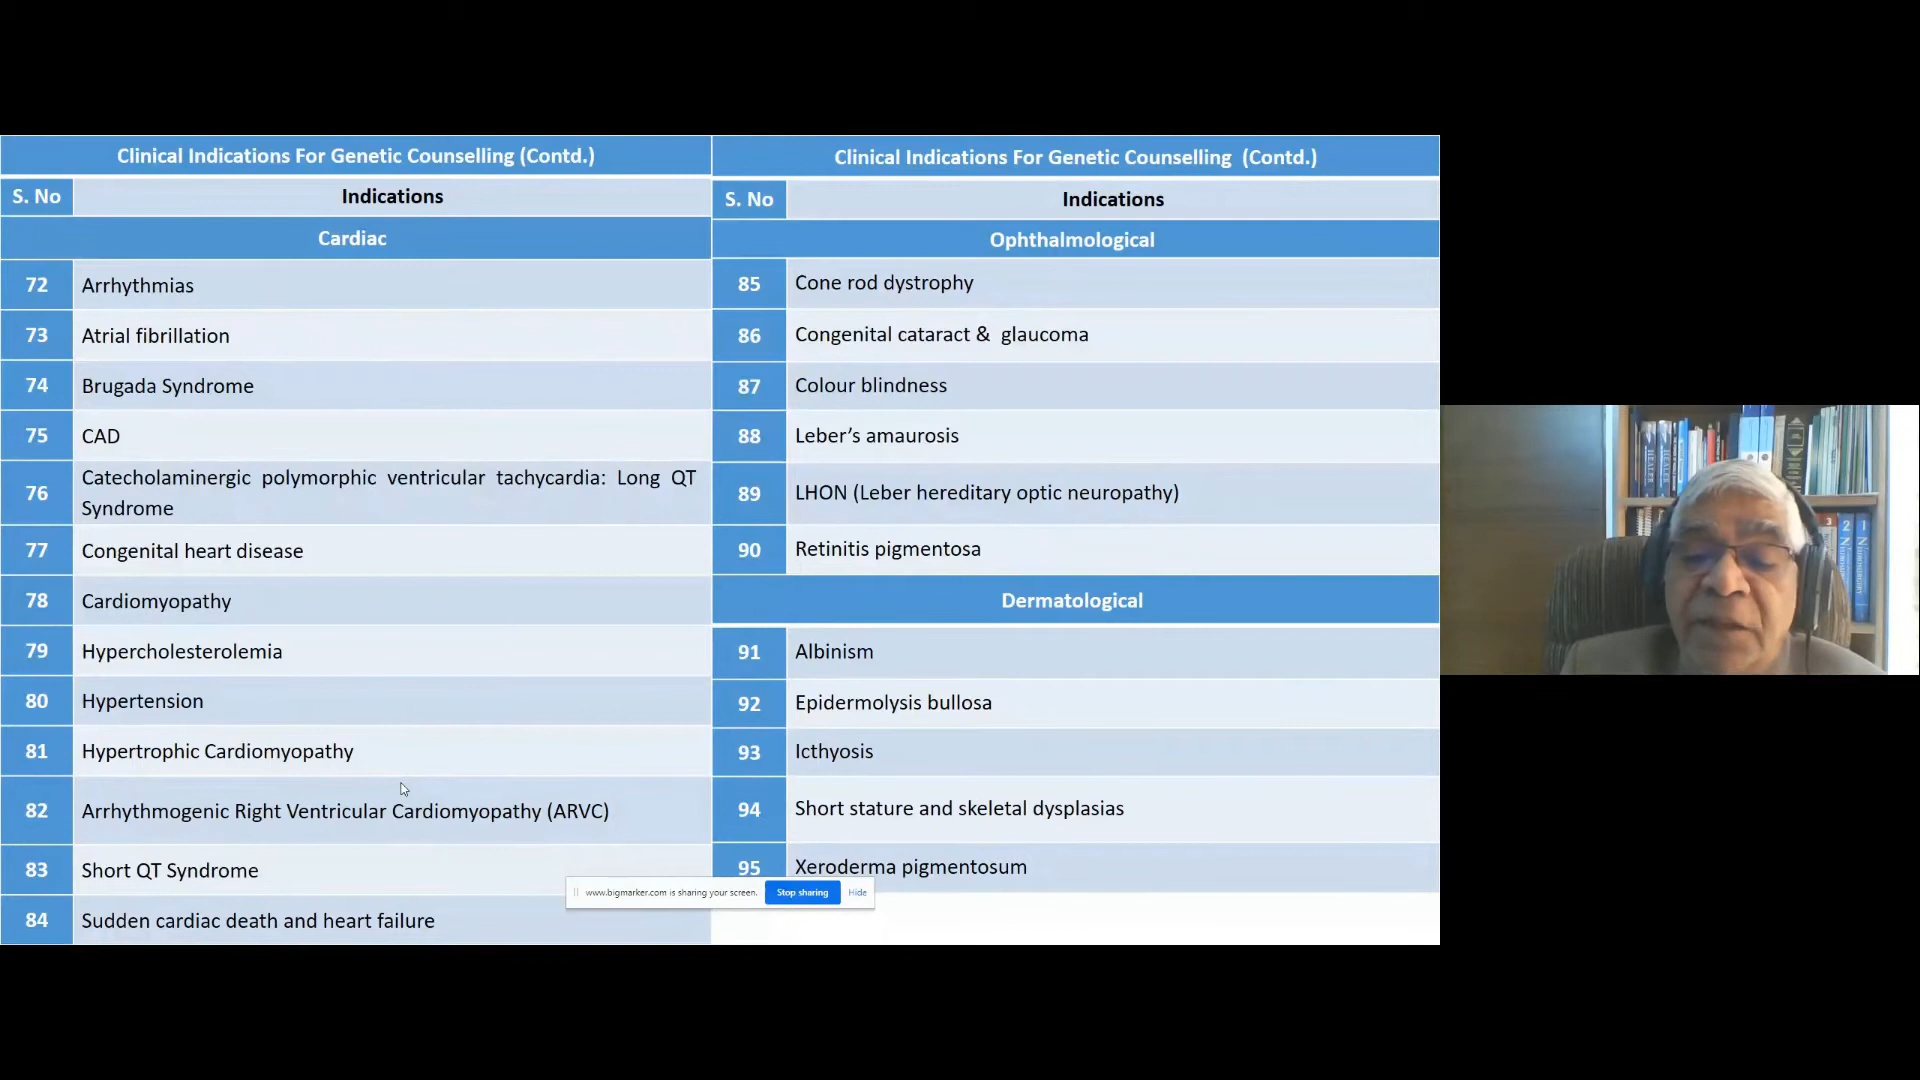 Clinical Indications For Genetic Counselling (Contd.)
S. No Indications
Cardiac
72 Arrhythmias
73 Atrial fibrillation
74 Brugada Syndrome
75 CAD
76 Catecholaminergic polymorphic ventricular tachycardia: Long QT
Syndrome
77 Congenital heart disease
78 Cardiomyopathy
79 Hypercholesterolemia
80 Hypertension
81 Hypertrophic Cardiomyopathy
82 Arrhythmogenic Right Ventricular Cardiomyopathy (ARVC)
83 Short QT Syndrome
84 Sudden cardiac death and heart failure
Clinical Indications For Genetic Counselling (Contd.)
S. No Indications
Ophthalmological
85 Cone rod dystrophy
86 Congenital cataract & glaucoma
87 Colour blindness
88 Leber’s amaurosis
89 LHON (Leber hereditary optic neuropathy)
90 Retinitis pigmentosa
Dermatological
91 Albinism
92 Epidermolysis bullosa
93 Icthyosis
94 Short stature and skeletal dysplasias
95 Xeroderma pigmentosum
www.bigmarker.com is sharing your screen. Stop sharing Hide